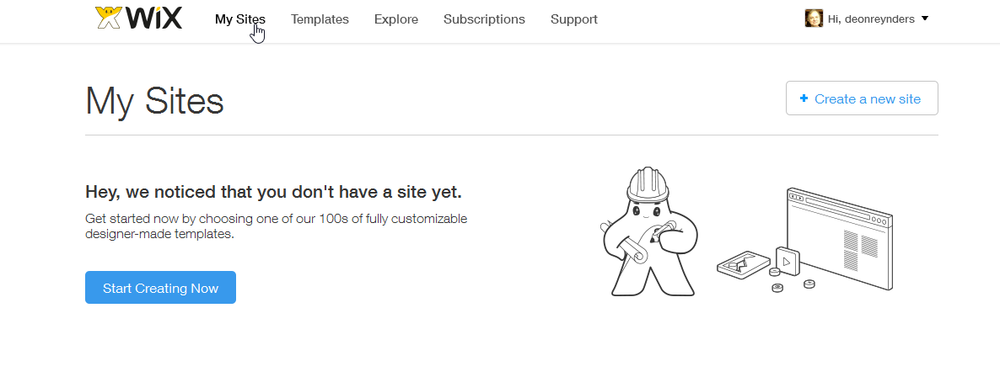 WiX My Sites Templates Explore Subscriptions Support Hi, deonreynders
My Sites
+ Create a new site
Hey, we noticed that you don't have a site yet.
Get started now by choosing one of our 100s of fully customizable
designer-made templates.
Start Creating Now